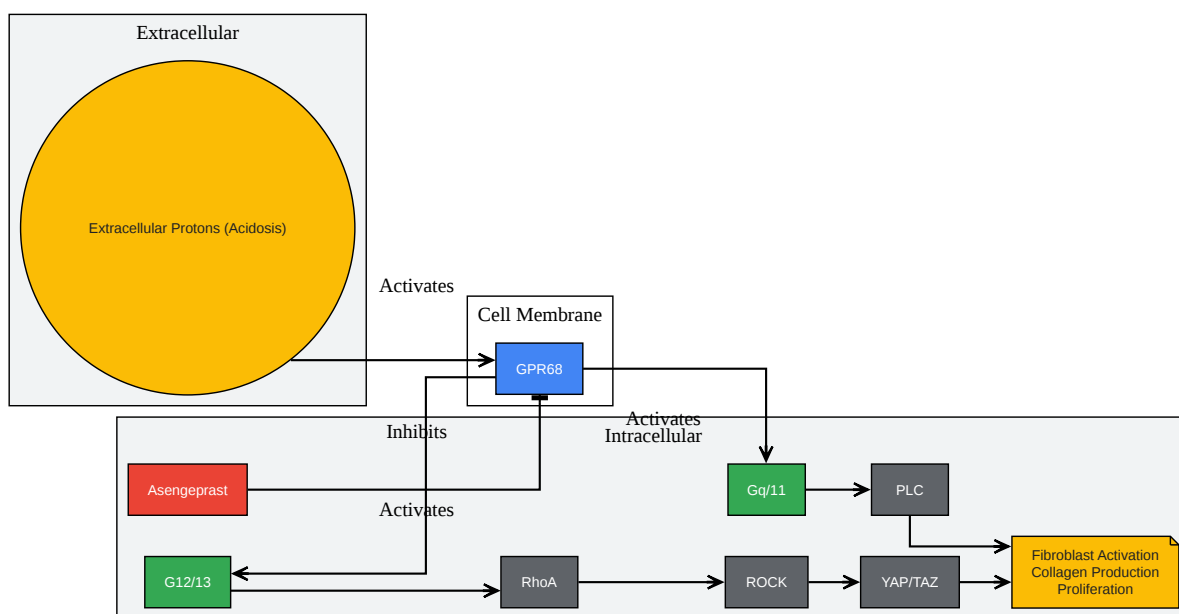 Extracellular
Extracellular Protons (Acidosis)
Activates
Cell Membrane
GPR68
Activates
Inhibits
Intracellular
Asengeprast
Gq/11
PLC
Activates
G12/13
RhoA
ROCK
YAP/TAZ
Fibroblast Activation
Collagen Production
Proliferation